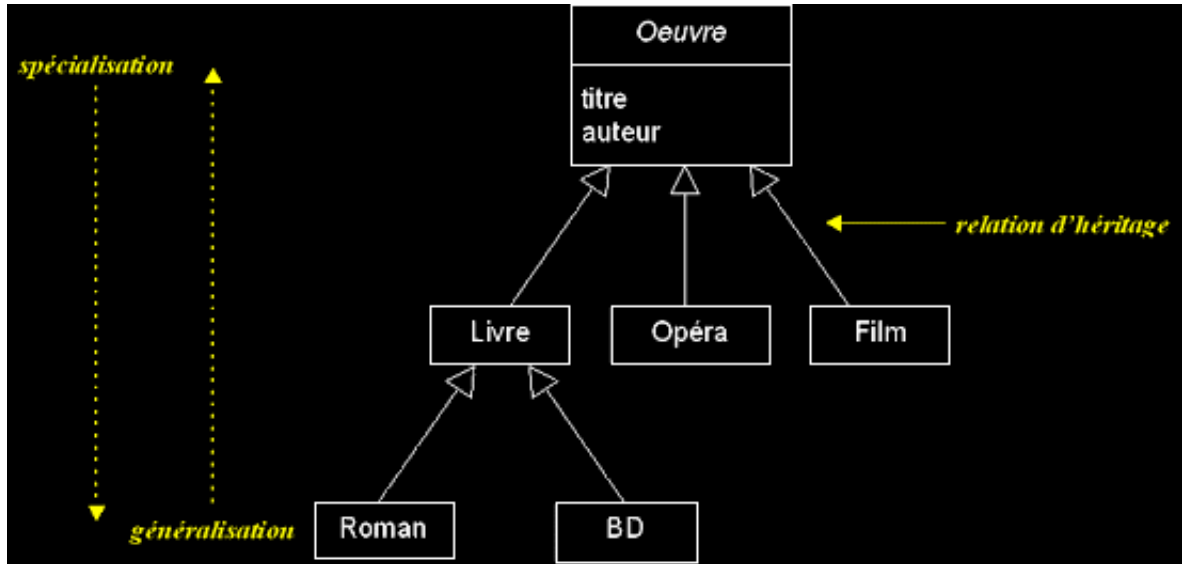 Oeuvre
spécialisation
titre
auteur
relation d'héritage
Livre
Opéra
Film
généralisation
Roman
BD